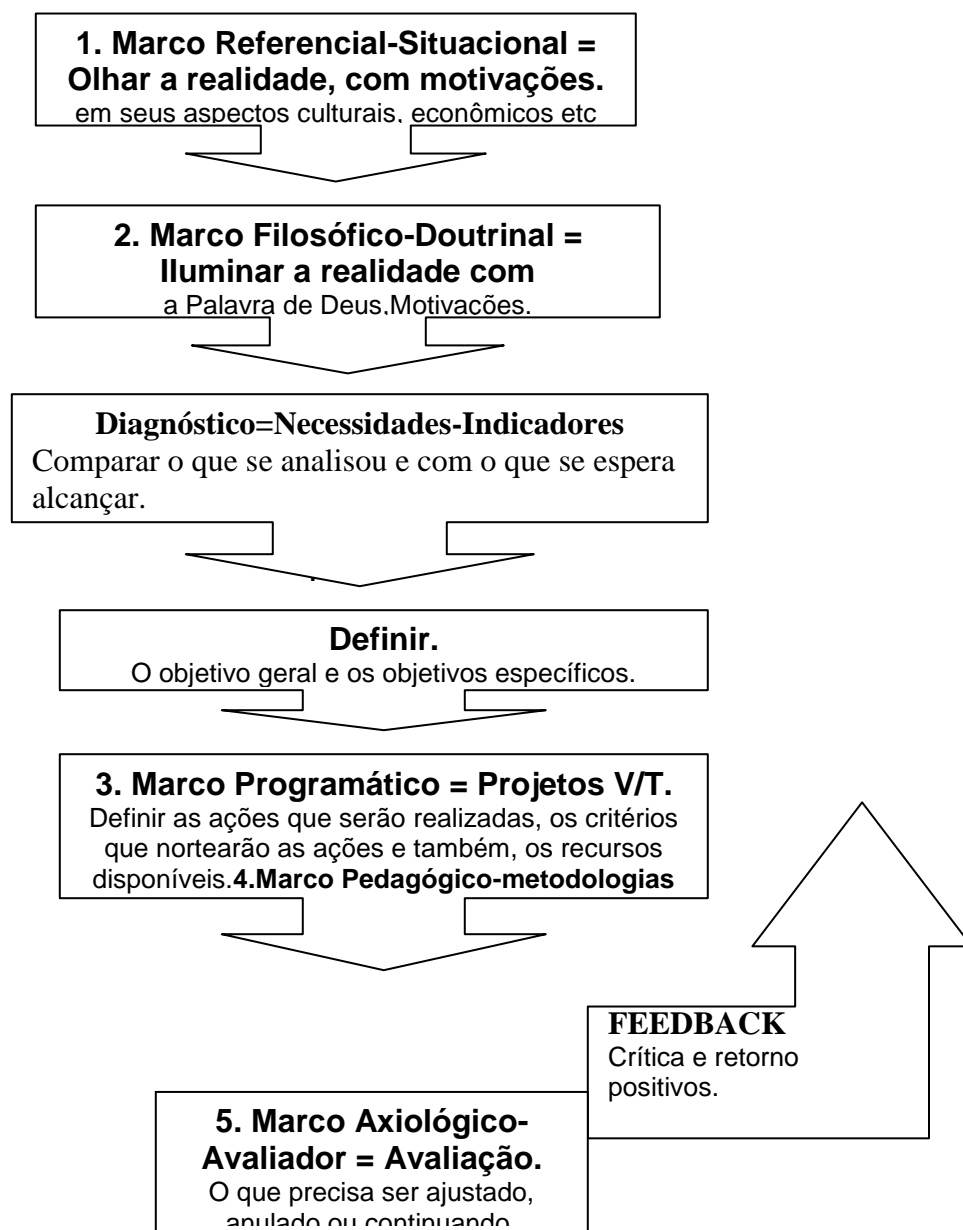 1. Marco Referencial-Situacional =
Olhar a realidade, com motivações.
em seus aspectos culturais, econômicos etc
2. Marco Filosófico-Doutrinal =
Iluminar a realidade com
a Palavra de Deus,Motivações.
Diagnóstico=Necessidades-Indicadores
Comparar o que se analisou e com o que se espera
alcançar.
Definir.
O objetivo geral e os objetivos específicos.
3. Marco Programático = Projetos V/T.
Definir as ações que serão realizadas, os critérios
que nortearão as ações e também, os recursos
disponíveis.4.Marco Pedagógico-metodologias
FEEDBACK
Crítica e retorno
positivos.
5. Marco Axiológico-
Avaliador = Avaliação.
O que precisa ser ajustado,
anulado ou continuando